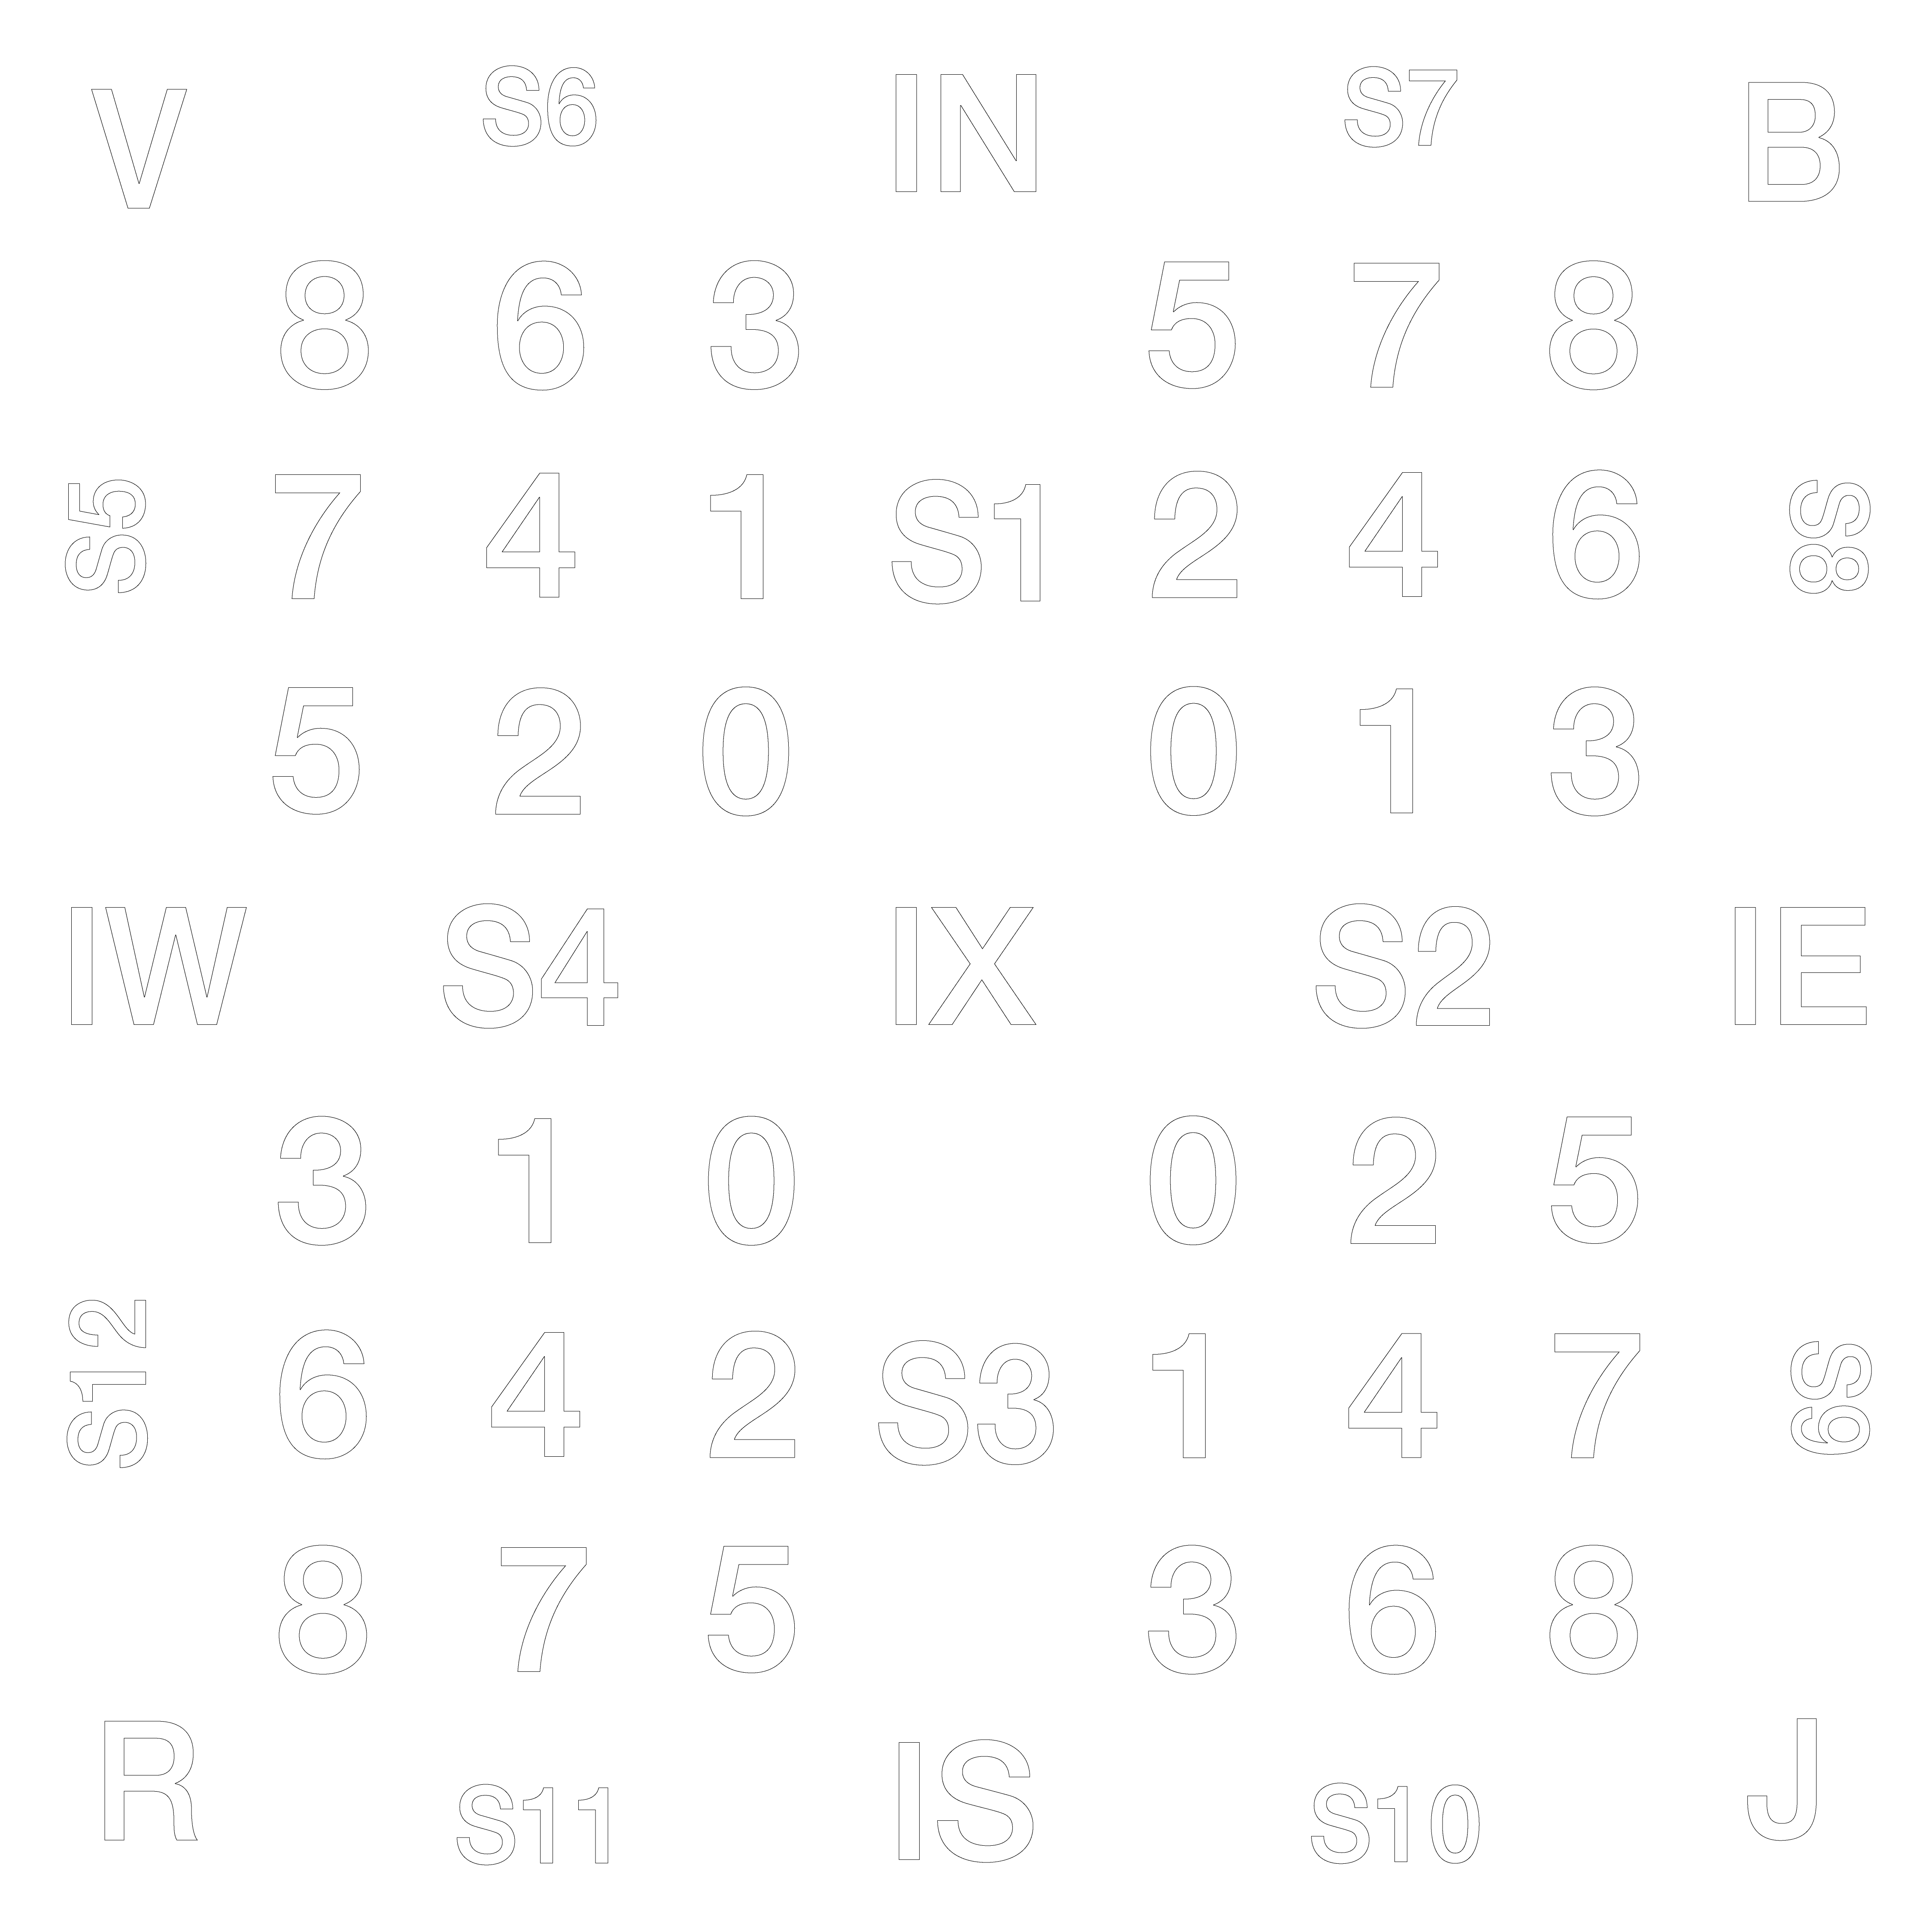 V S6 IN S7 B
8 6 3 5 7 8
S5 7 4 1 S1 2 4 6 S8
5 2 0 0 1 3
IW S4 IX S2 IE
3 1 0 0 2 5
S12 6 4 2 S3 1 4 7 S9
8 7 5 3 6 8
R S11 IS S10 J